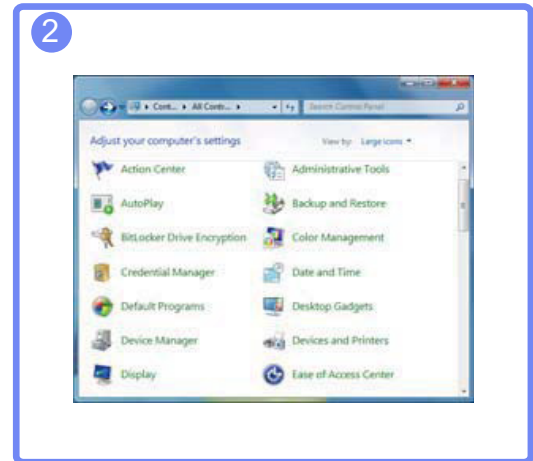 2
Cont... All Contr...
Search Control Panel
Adjust your computer's settings
View by: Large icons
Action Center
Administrative Tools
AutoPlay
Backup and Restore
BitLocker Drive Encryption
Color Management
Credential Manager
Date and Time
Default Programs
Desktop Gadgets
Device Manager
Devices and Printers
Display
Ease of Access Center